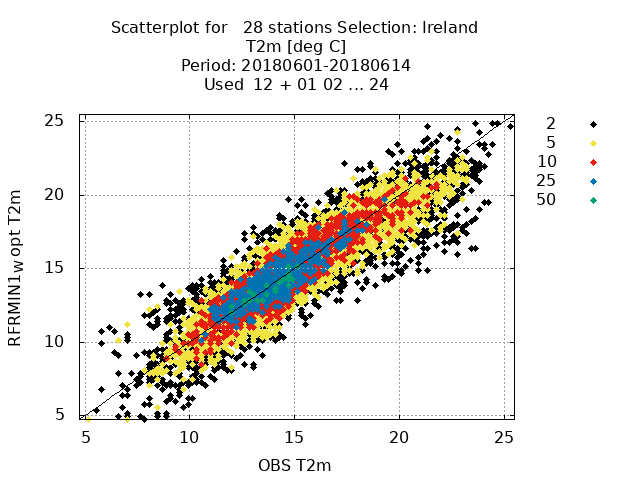 Scatterplot for   28 stations Selection: Ireland
T2m [deg C]
Period: 20180601-20180614
Used  12 + 01 02 ... 24
25
20
15
10
5
5
10
15
20
25
RFRMIN1_W opt T2m
OBS T2m
2
5
10
25
50